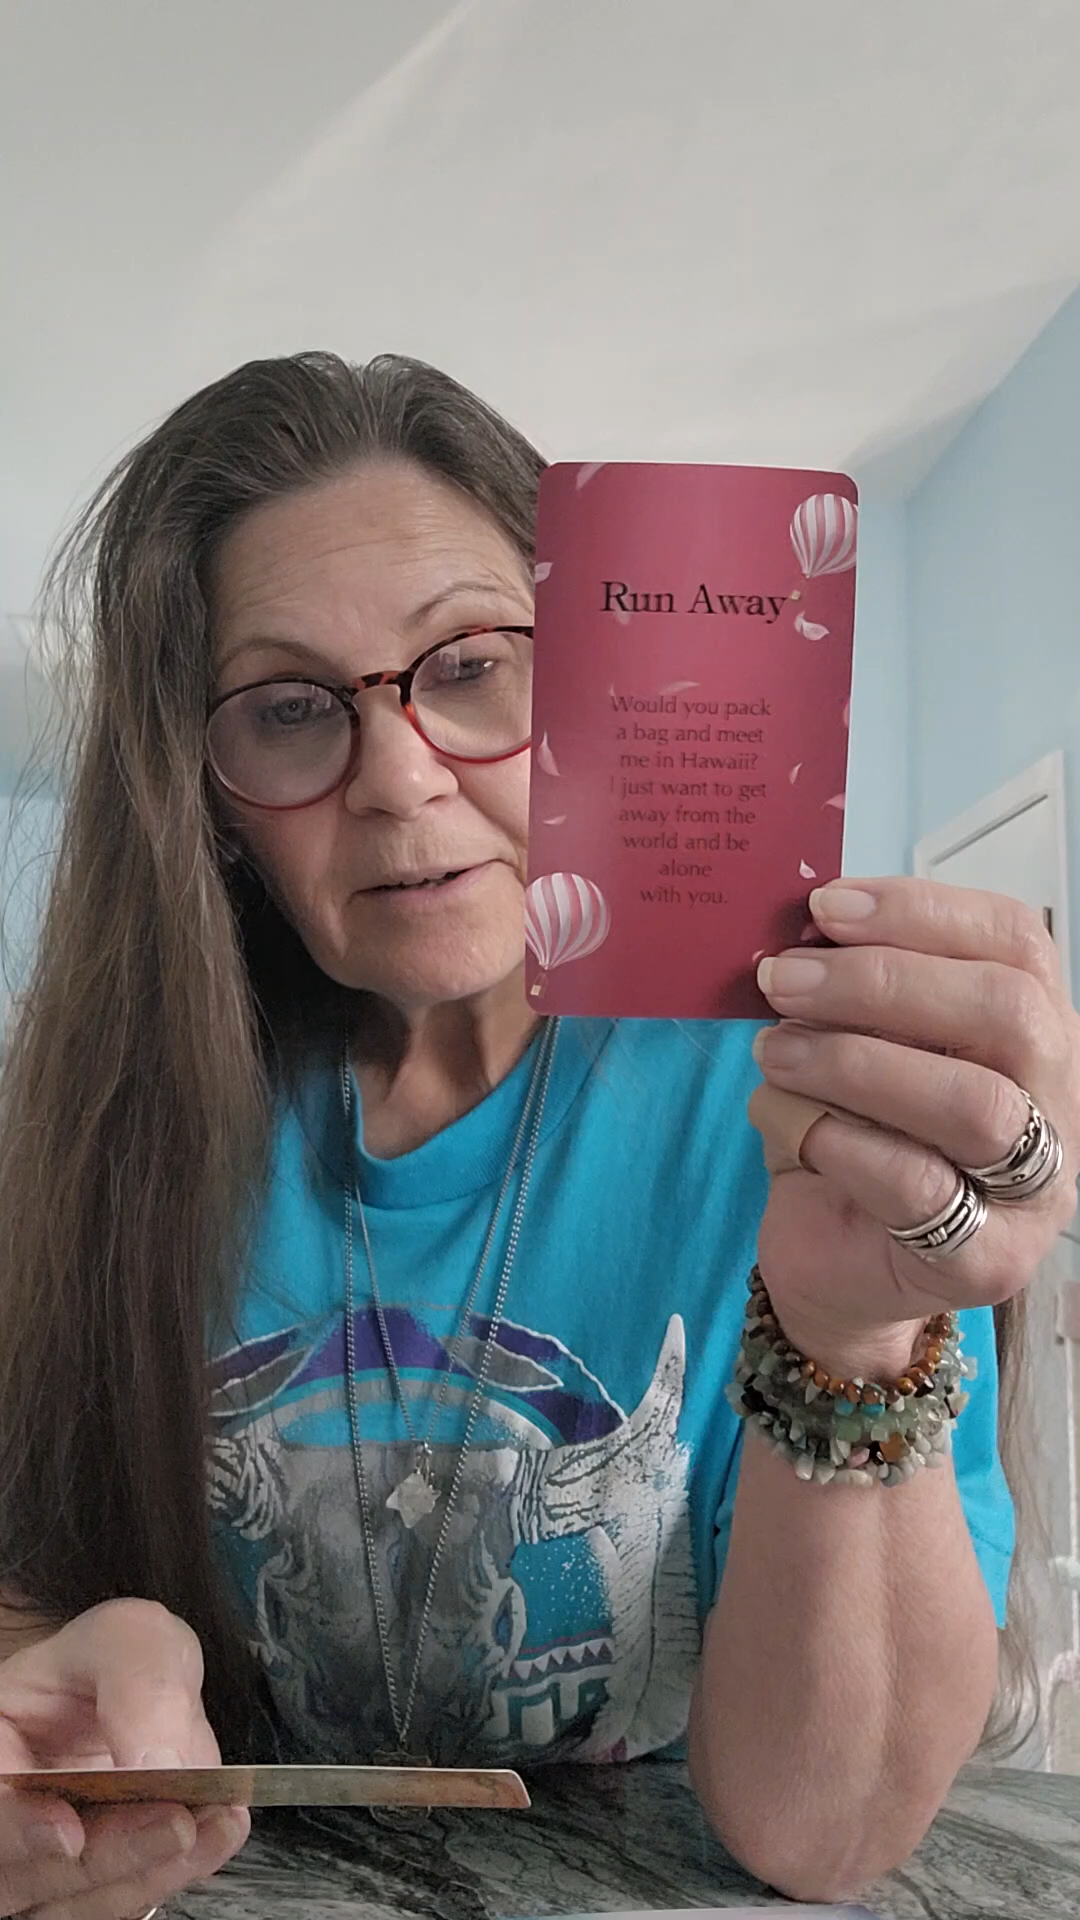 Run Away
Would you pack
a bag and meet
me in Hawaii?
I just want to get
away from the
world and be
alone
with you.